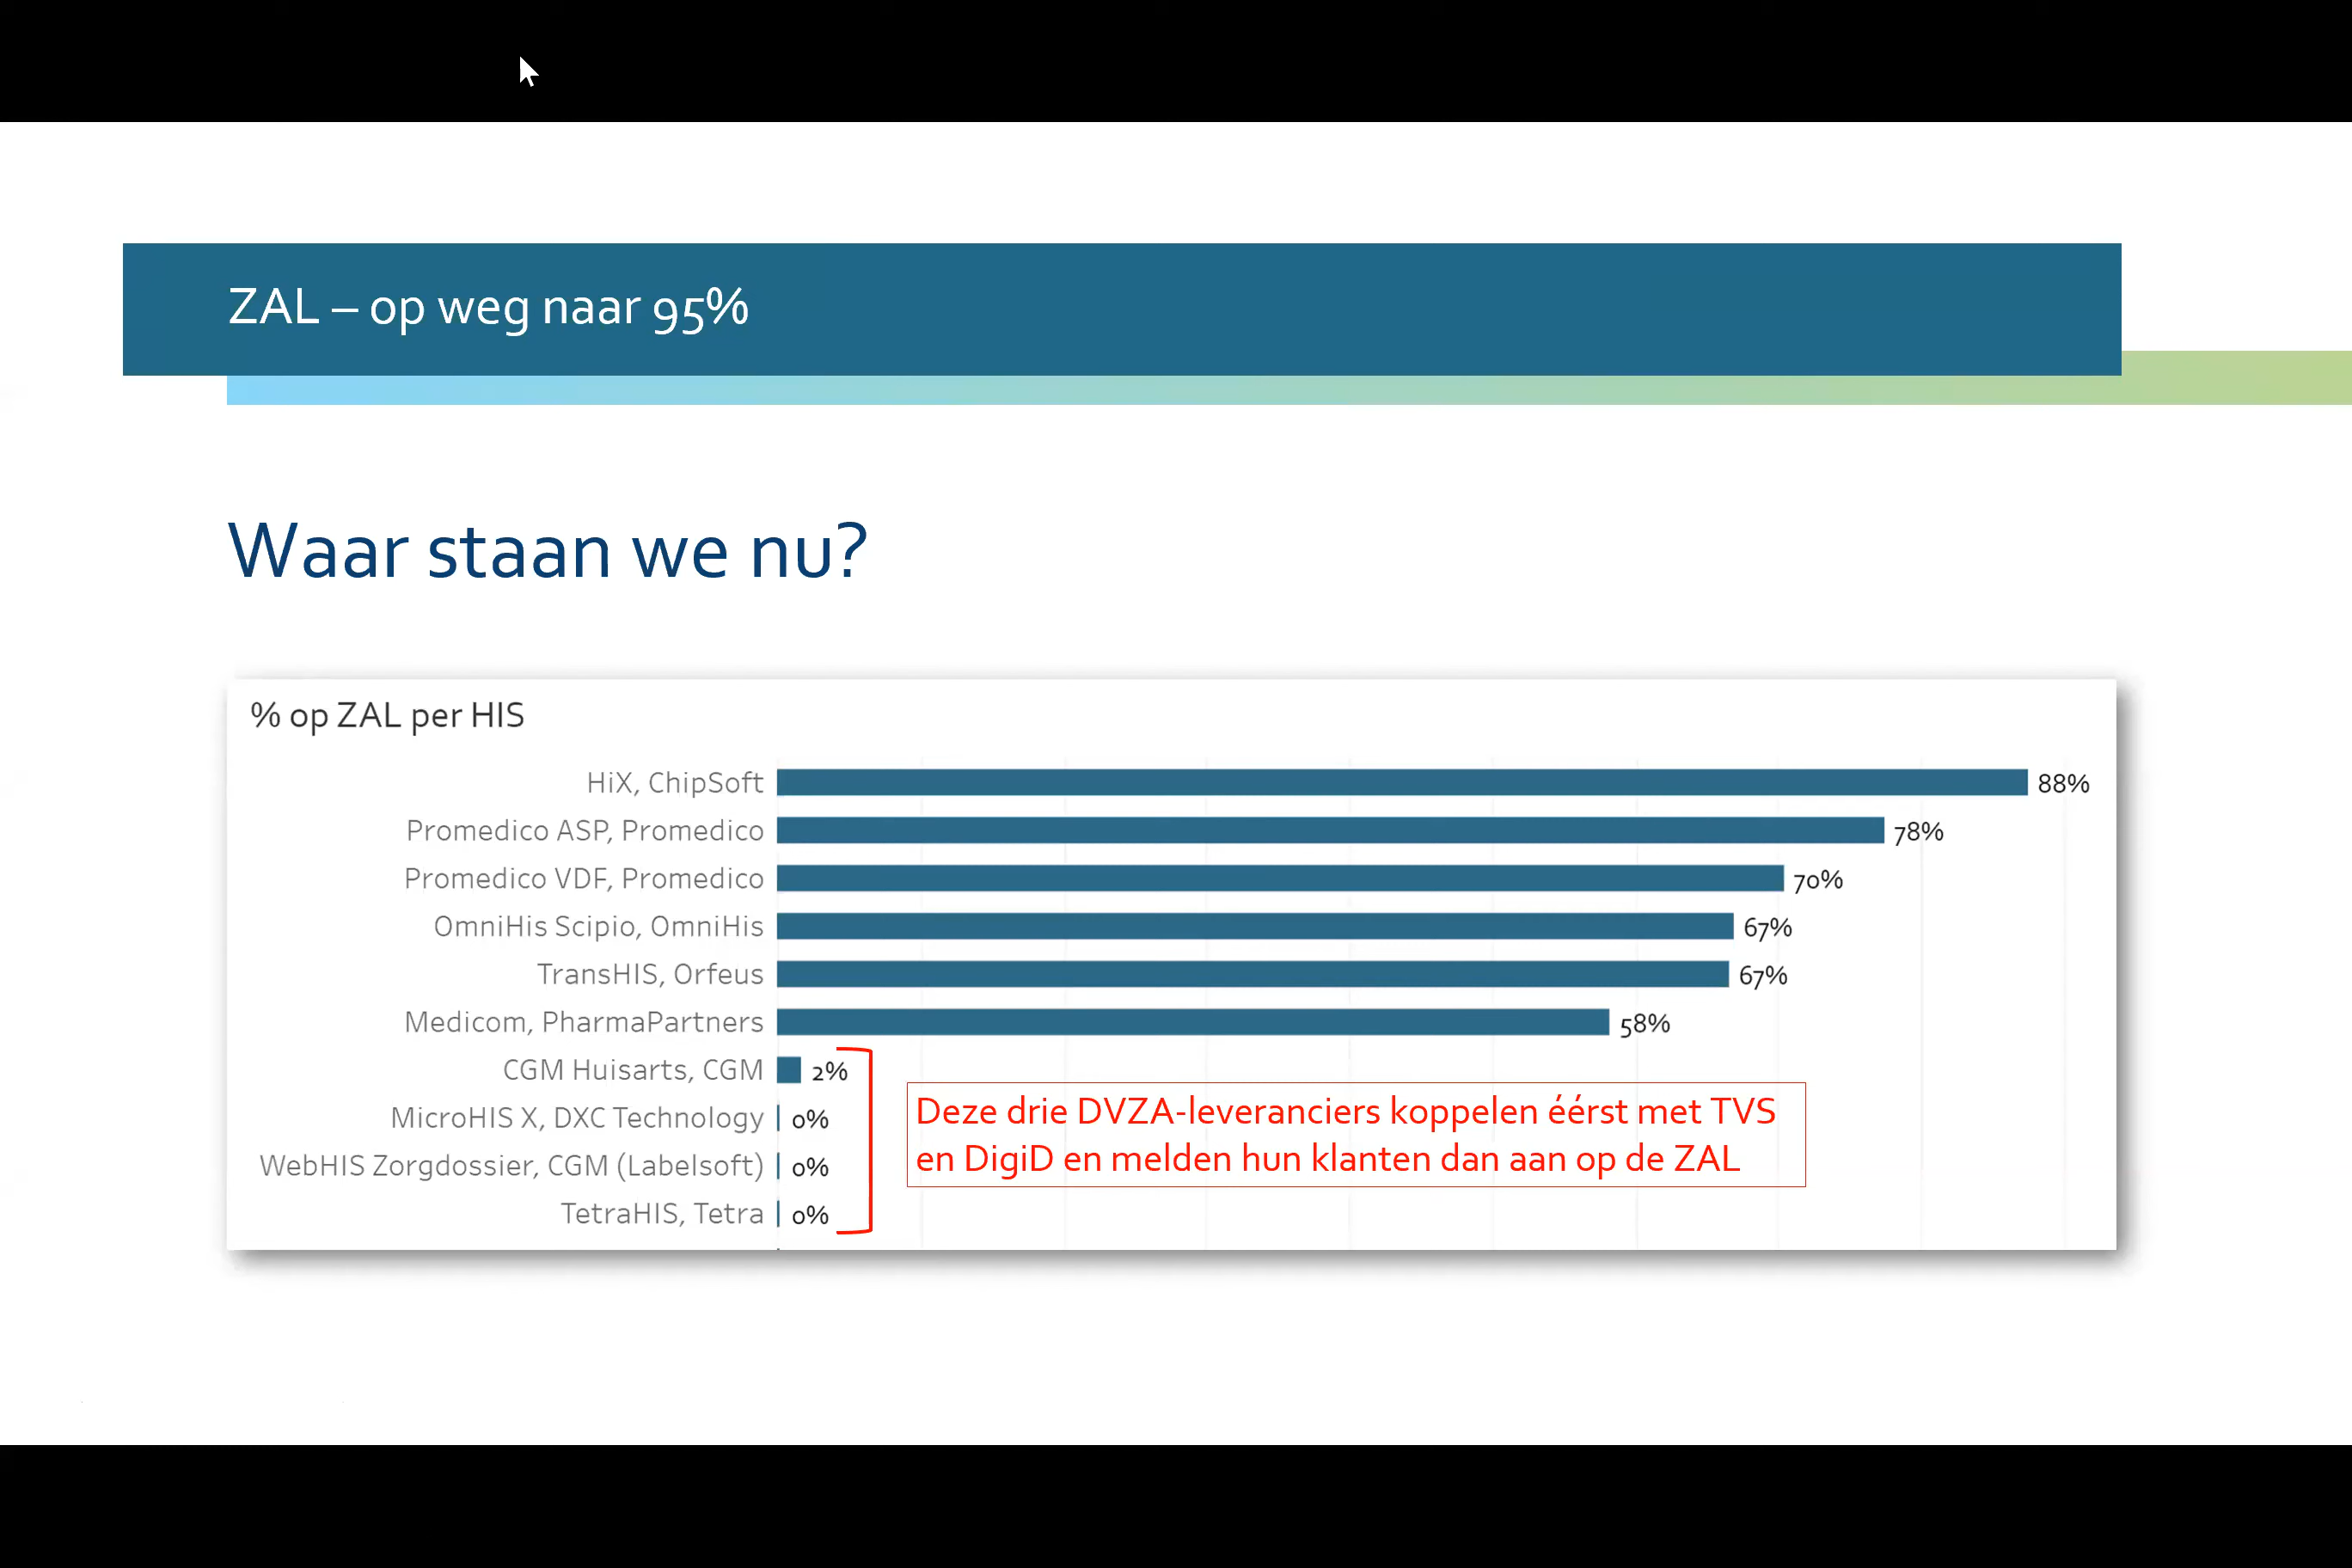 ZAL – op weg naar 95%
Waar staan we nu?
% op ZAL per HIS
HiX, ChipSoft 88%
Promedico ASP, Promedico 78%
Promedico VDF, Promedico 70%
OmniHis Scipio, OmniHis 67%
TransHIS, Orfeus 67%
Medicom, PharmaPartners 58%
CGM Huisarts, CGM 2%
MicroHIS X, DXC Technology 0%
WebHIS Zorgdossier, CGM (Labelsoft) 0%
TetraHIS, Tetra 0%
Deze drie DVZA-leveranciers koppelen éérst met TVS
en DigiD en melden hun klanten dan aan op de ZAL